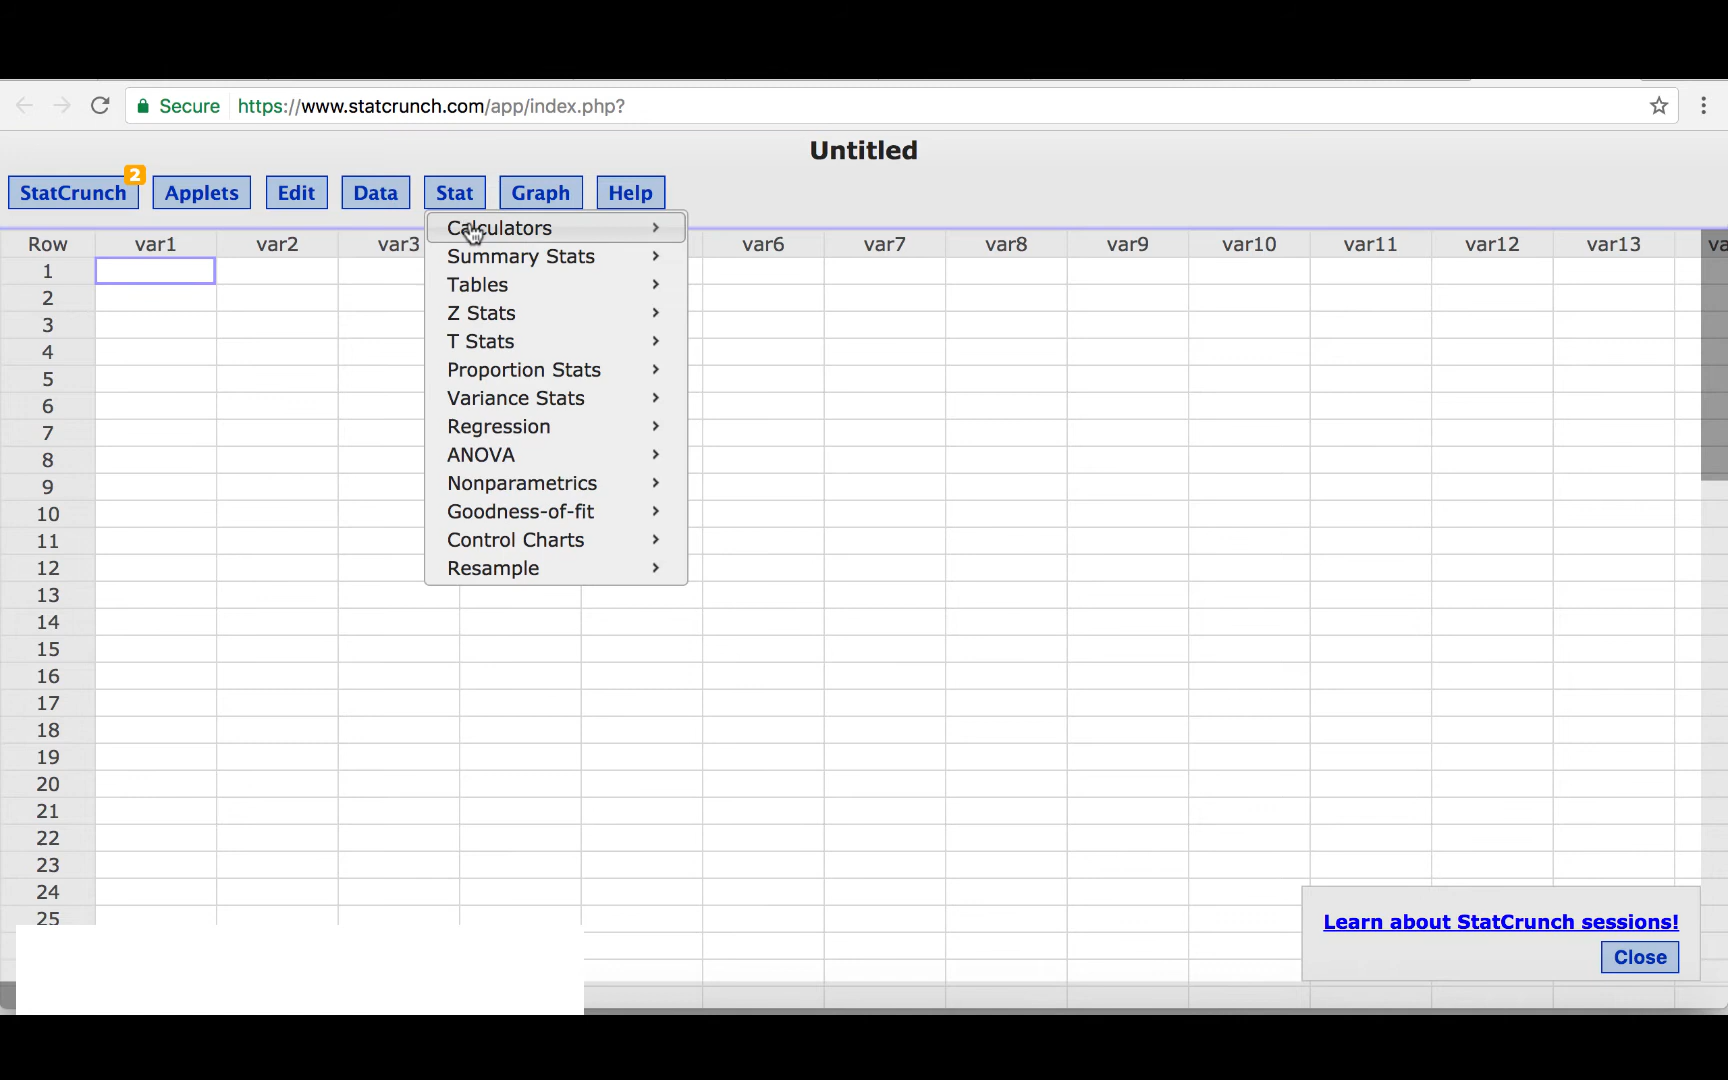 Secure https://www.statcrunch.com/app/index.php?
Untitled
StatCrunch 2 Applets Edit Data Stat Graph Help
Row var1 var2 var3 var6 var7 var8 var9 var10 var11 var12 var13 va
Calculators
Summary Stats
Tables
Z Stats
T Stats
Proportion Stats
Variance Stats
Regression
ANOVA
Nonparametrics
Goodness-of-fit
Control Charts
Resample
1
2
3
4
5
6
7
8
9
10
11
12
13
14
15
16
17
18
19
20
21
22
23
24
25
Learn about StatCrunch sessions!
Close